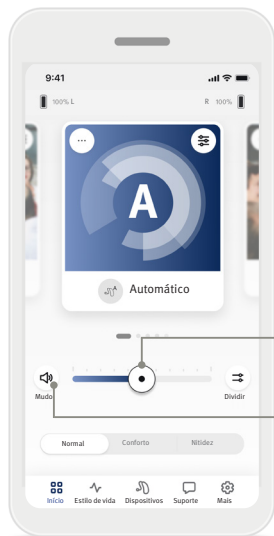 9:41
100% L
R 100%
A
A
Automático
Mudo
Dividir
Normal
Conforto
Nitidez
Início
Estilo de vida
Dispositivos
Suporte
Mais